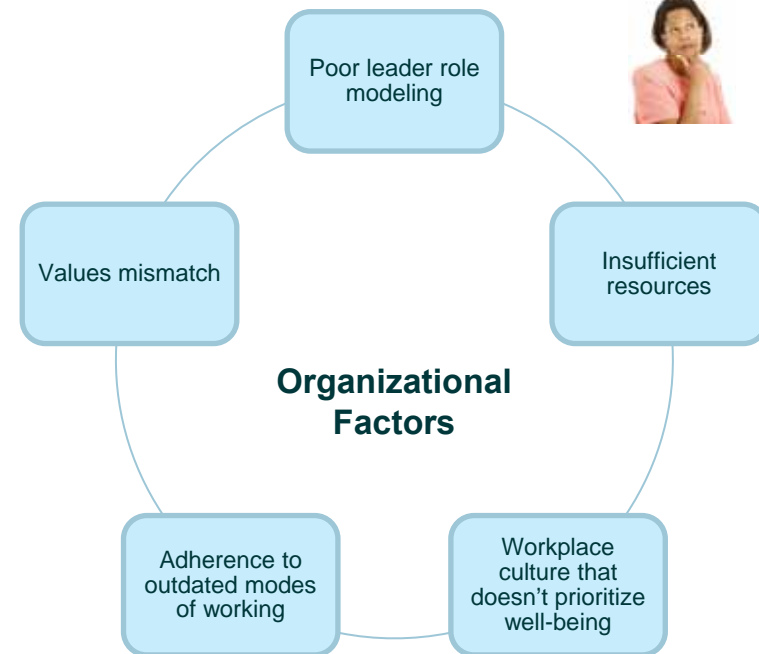 Poor leader role
modeling
Insufficient
resources
Values mismatch
Organizational
Factors
Workplace
culture that
doesn’t prioritize
well-being
Adherence to
outdated modes
of working